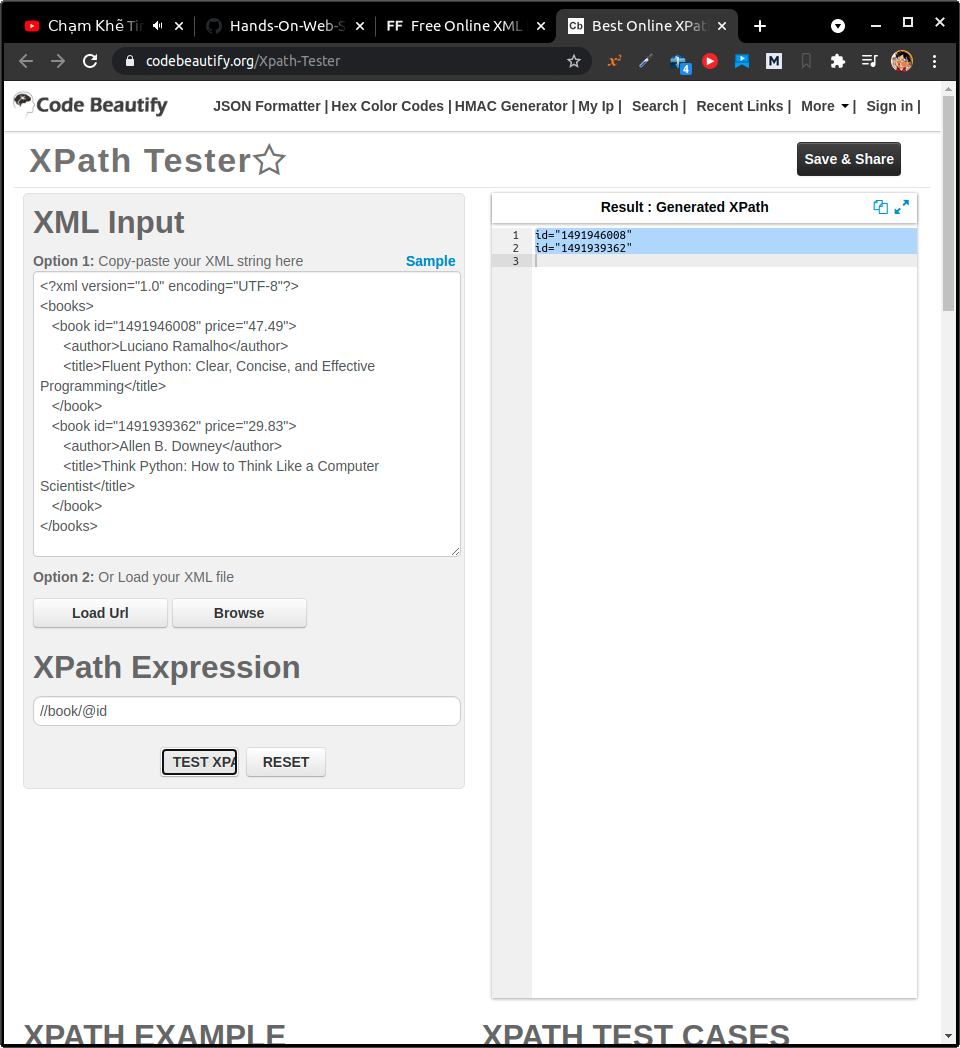 Chạm Khẽ Tim
Hands-On-Web-S
FF Free Online XML
Cb Best Online XPat
codebeautify.org/Xpath-Tester
4
M
Code Beautify
JSON Formatter | Hex Color Codes | HMAC Generator | My Ip | Search | Recent Links | More | Sign in |
XPath Tester
Save & Share
XML Input
Option 1: Copy-paste your XML string here
Sample
<?xml version="1.0" encoding="UTF-8"?>
<books>
<book id="1491946008" price="47.49">
<author>Luciano Ramalho</author>
<title>Fluent Python: Clear, Concise, and Effective
Programming</title>
</book>
<book id="1491939362" price="29.83">
<author>Allen B. Downey</author>
<title>Think Python: How to Think Like a Computer
Scientist</title>
</book>
</books>
Option 2: Or Load your XML file
Load Url
Browse
XPath Expression
//book/@id
TEST XPA
RESET
Result : Generated XPath
1 id="1491946008"
2 id="1491939362"
3
XPATH EXAMPLE
XPATH TEST CASES